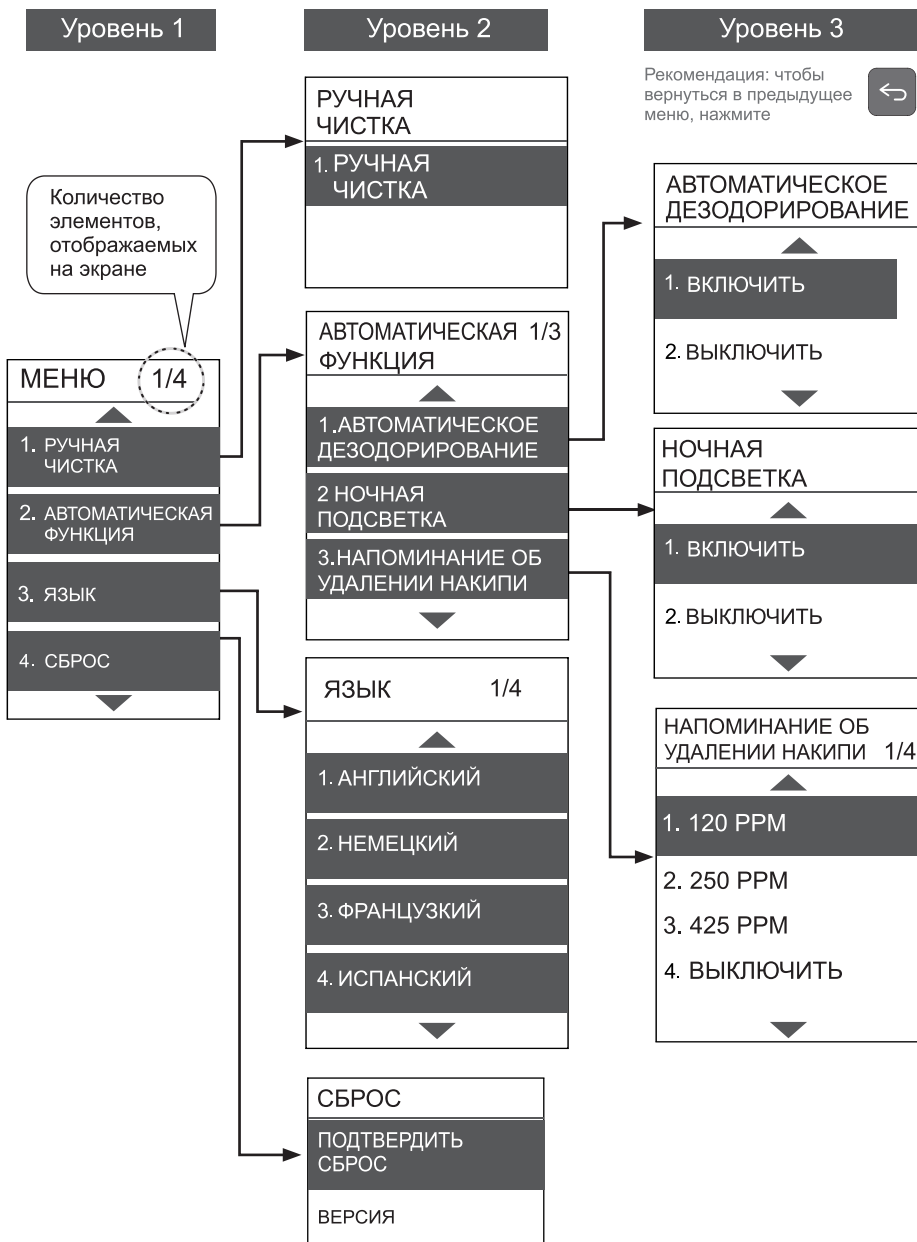 Уровень 1
Уровень 2
Уровень 3
Рекомендация: чтобы
вернуться в предыдущее
меню, нажмите
Количество
элементов,
отображаемых
на экране
МЕНЮ 1/4
1. РУЧНАЯ
ЧИСТКА
2. АВТОМАТИЧЕСКАЯ
ФУНКЦИЯ
3. ЯЗЫК
4. СБРОС
РУЧНАЯ
ЧИСТКА
1. РУЧНАЯ
ЧИСТКА
АВТОМАТИЧЕСКАЯ 1/3
ФУНКЦИЯ
1.АВТОМАТИЧЕСКОЕ
ДЕЗОДОРИРОВАНИЕ
2 НОЧНАЯ
ПОДСВЕТКА
3.НАПОМИНАНИЕ ОБ
УДАЛЕНИИ НАКИПИ
ЯЗЫК 1/4
1. АНГЛИЙСКИЙ
2. НЕМЕЦКИЙ
3. ФРАНЦУЗКИЙ
4. ИСПАНСКИЙ
СБРОС
ПОДТВЕРДИТЬ
СБРОС
ВЕРСИЯ
АВТОМАТИЧЕСКОЕ
ДЕЗОДОРИРОВАНИЕ
1. ВКЛЮЧИТЬ
2. ВЫКЛЮЧИТЬ
НОЧНАЯ
ПОДСВЕТКА
1. ВКЛЮЧИТЬ
2. ВЫКЛЮЧИТЬ
НАПОМИНАНИЕ ОБ
УДАЛЕНИИ НАКИПИ 1/4
1. 120 PPM
2. 250 PPM
3. 425 PPM
4. ВЫКЛЮЧИТЬ